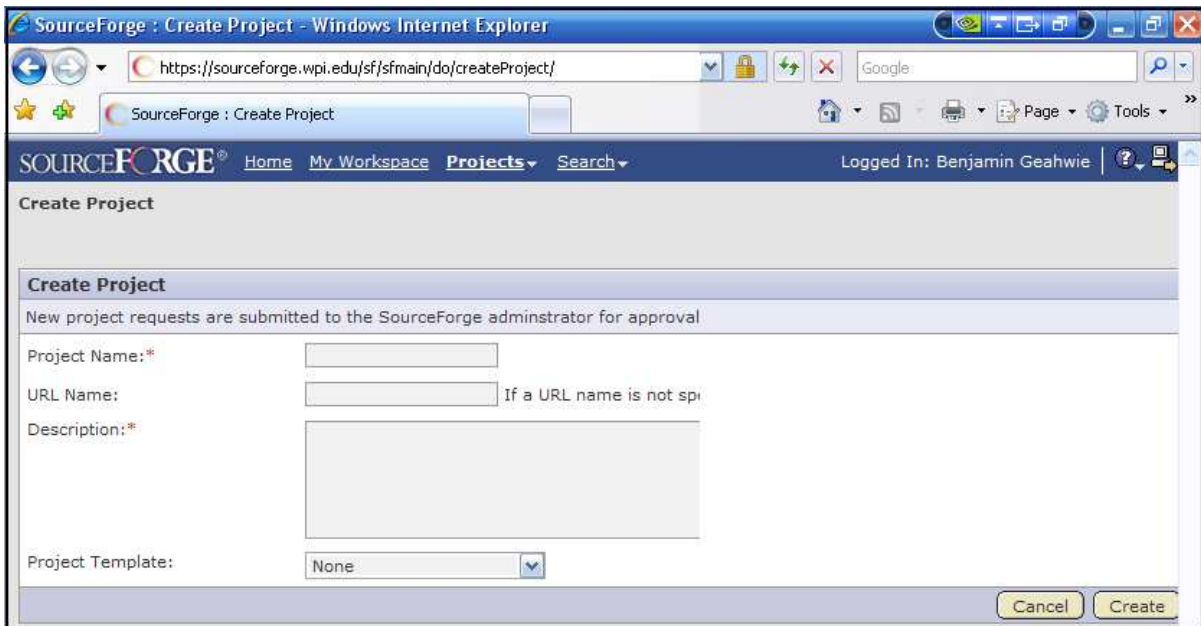 SourceForge : Create Project - Windows Internet Explorer
https://sourceforge.wpi.edu/sf/sfmain/do/createProject/
Google
SourceForge : Create Project
Page
Tools
»
SOURCEFORGE® Home My Workspace Projects Search Logged In: Benjamin Geahwie | ?
Create Project
Create Project
New project requests are submitted to the SourceForge adminstrator for approval
Project Name:*
URL Name: If a URL name is not
Description:*
Project Template: None
Cancel Create